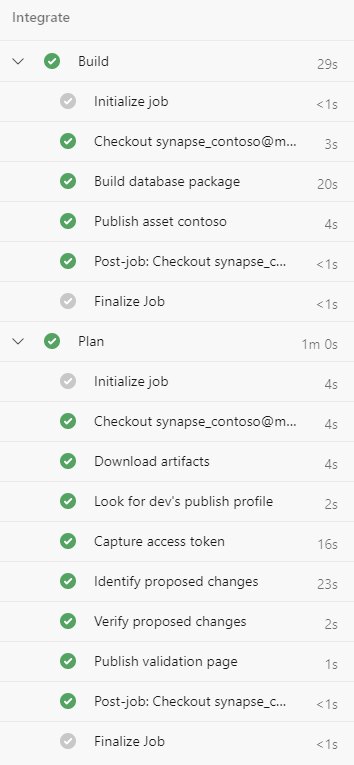 Integrate
Build 29s
Initialize job <1s
Checkout synapse_contoso@m... 3s
Build database package 20s
Publish asset contoso 4s
Post-job: Checkout synapse_c... <1s
Finalize Job <1s
Plan 1m 0s
Initialize job 4s
Checkout synapse_contoso@m... 4s
Download artifacts 4s
Look for dev's publish profile 2s
Capture access token 16s
Identify proposed changes 23s
Verify proposed changes 2s
Publish validation page 1s
Post-job: Checkout synapse_c... <1s
Finalize Job <1s